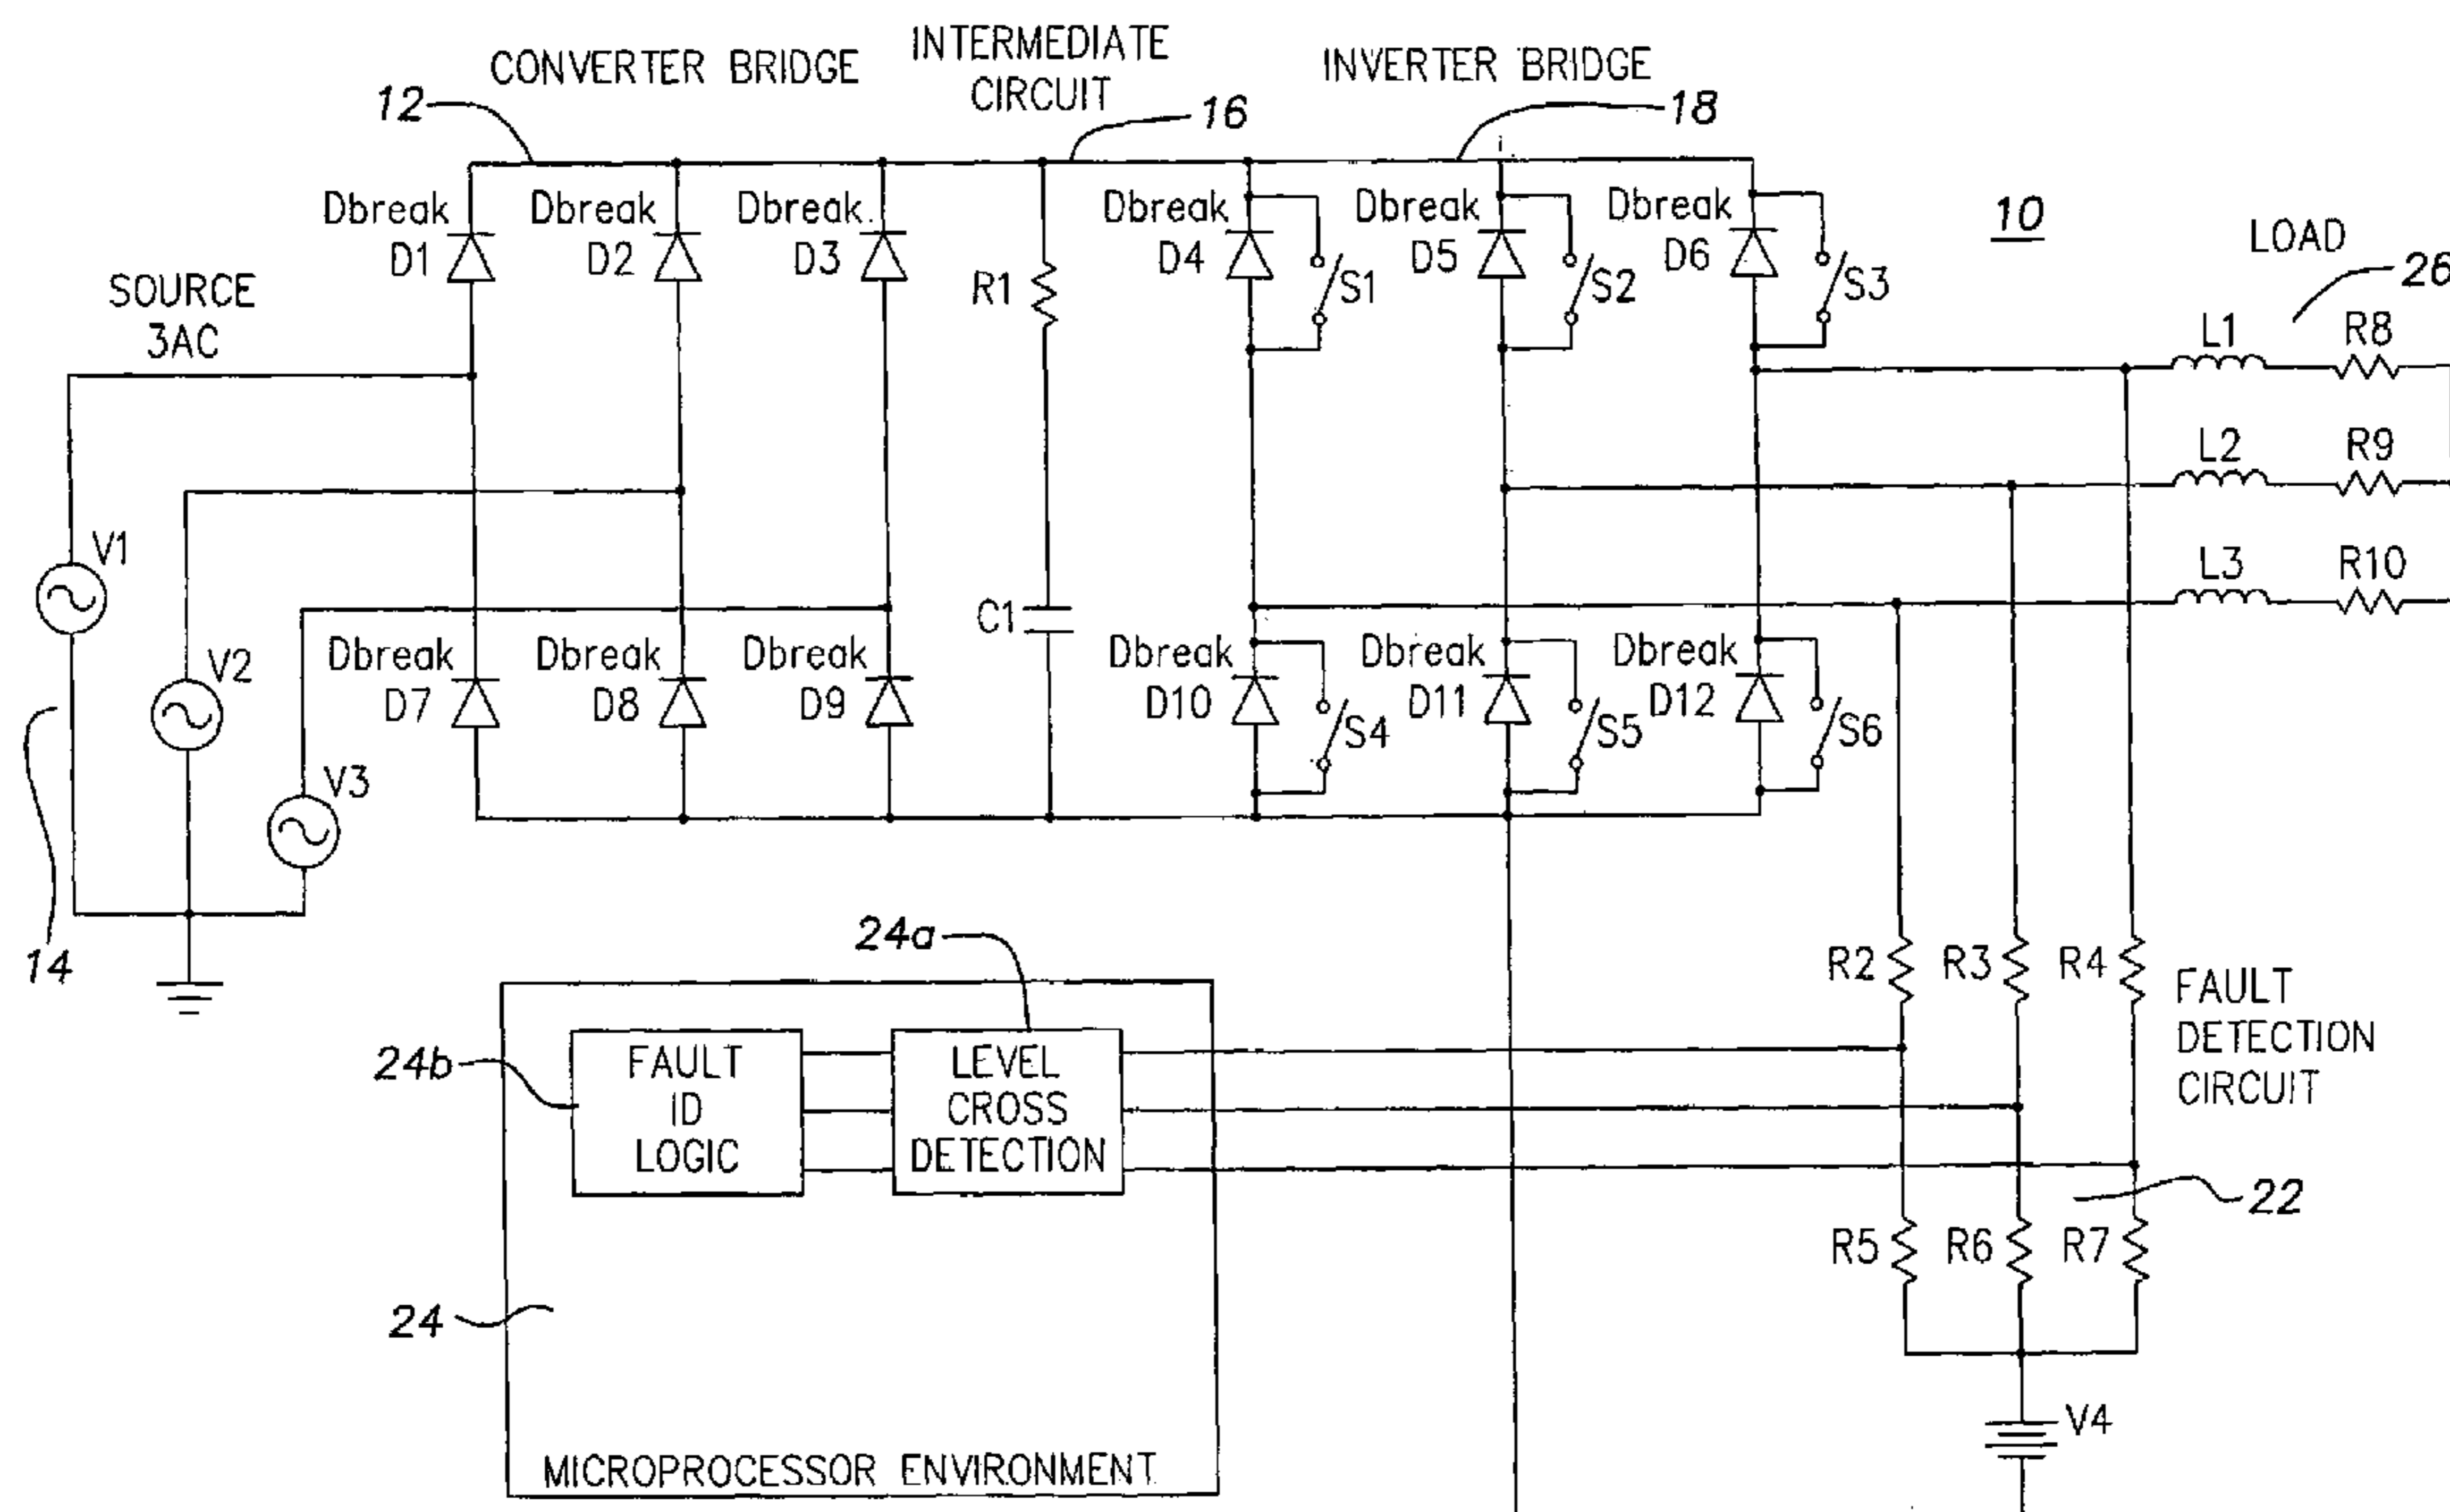 CONVERTER BRIDGE
INTERMEDIATE
CIRCUIT
INVERTER BRIDGE
12
16
18
10
LOAD
26
SOURCE
3AC
Dbreak
D1
Dbreak
D2
Dbreak
D3
R1
Dbreak
D4
S1
Dbreak
D5
S2
Dbreak
D6
S3
L1
R8
L2
R9
L3
R10
V1
V2
V3
14
Dbreak
D7
Dbreak
D8
Dbreak
D9
C1
Dbreak
D10
S4
Dbreak
D11
S5
Dbreak
D12
S6
24a
24b
FAULT
ID
LOGIC
LEVEL
CROSS
DETECTION
R2
R3
R4
FAULT
DETECTION
CIRCUIT
22
R5
R6
R7
24
V4
MICROPROCESSOR ENVIRONMENT